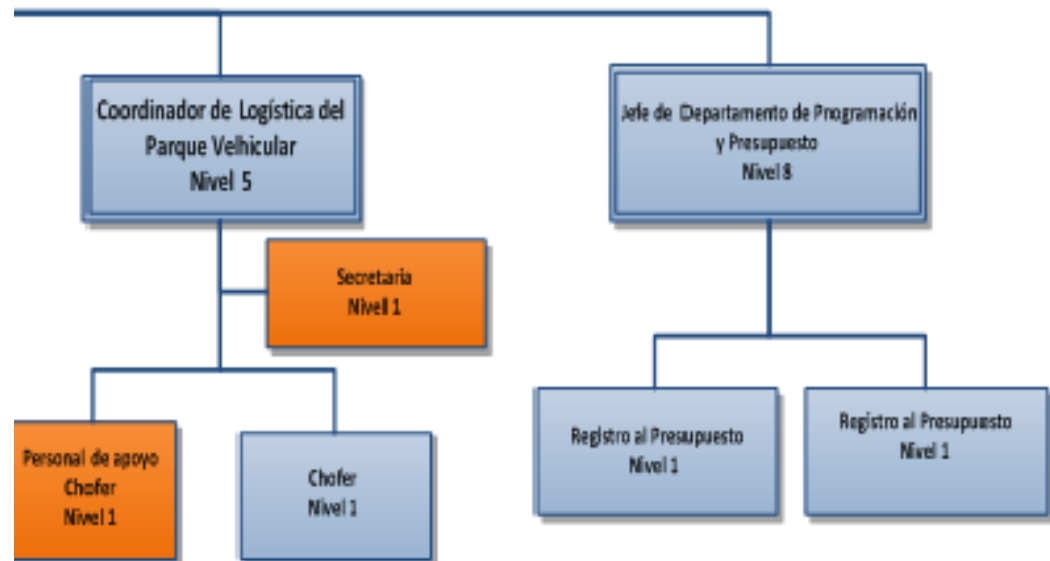 Coordinador de Logística del
Parque Velhicular
Nivel 5
Jefe de Departamento de Programación
y Presupuesto
Nivel 8
Secretaria
Nivel 1
Personal de apoyo
Chofer
Nivel 1
Chofer
Nivel 1
Registro al Presupuesto
Nivel 1
Registro al Presupuesto
Nivel 1